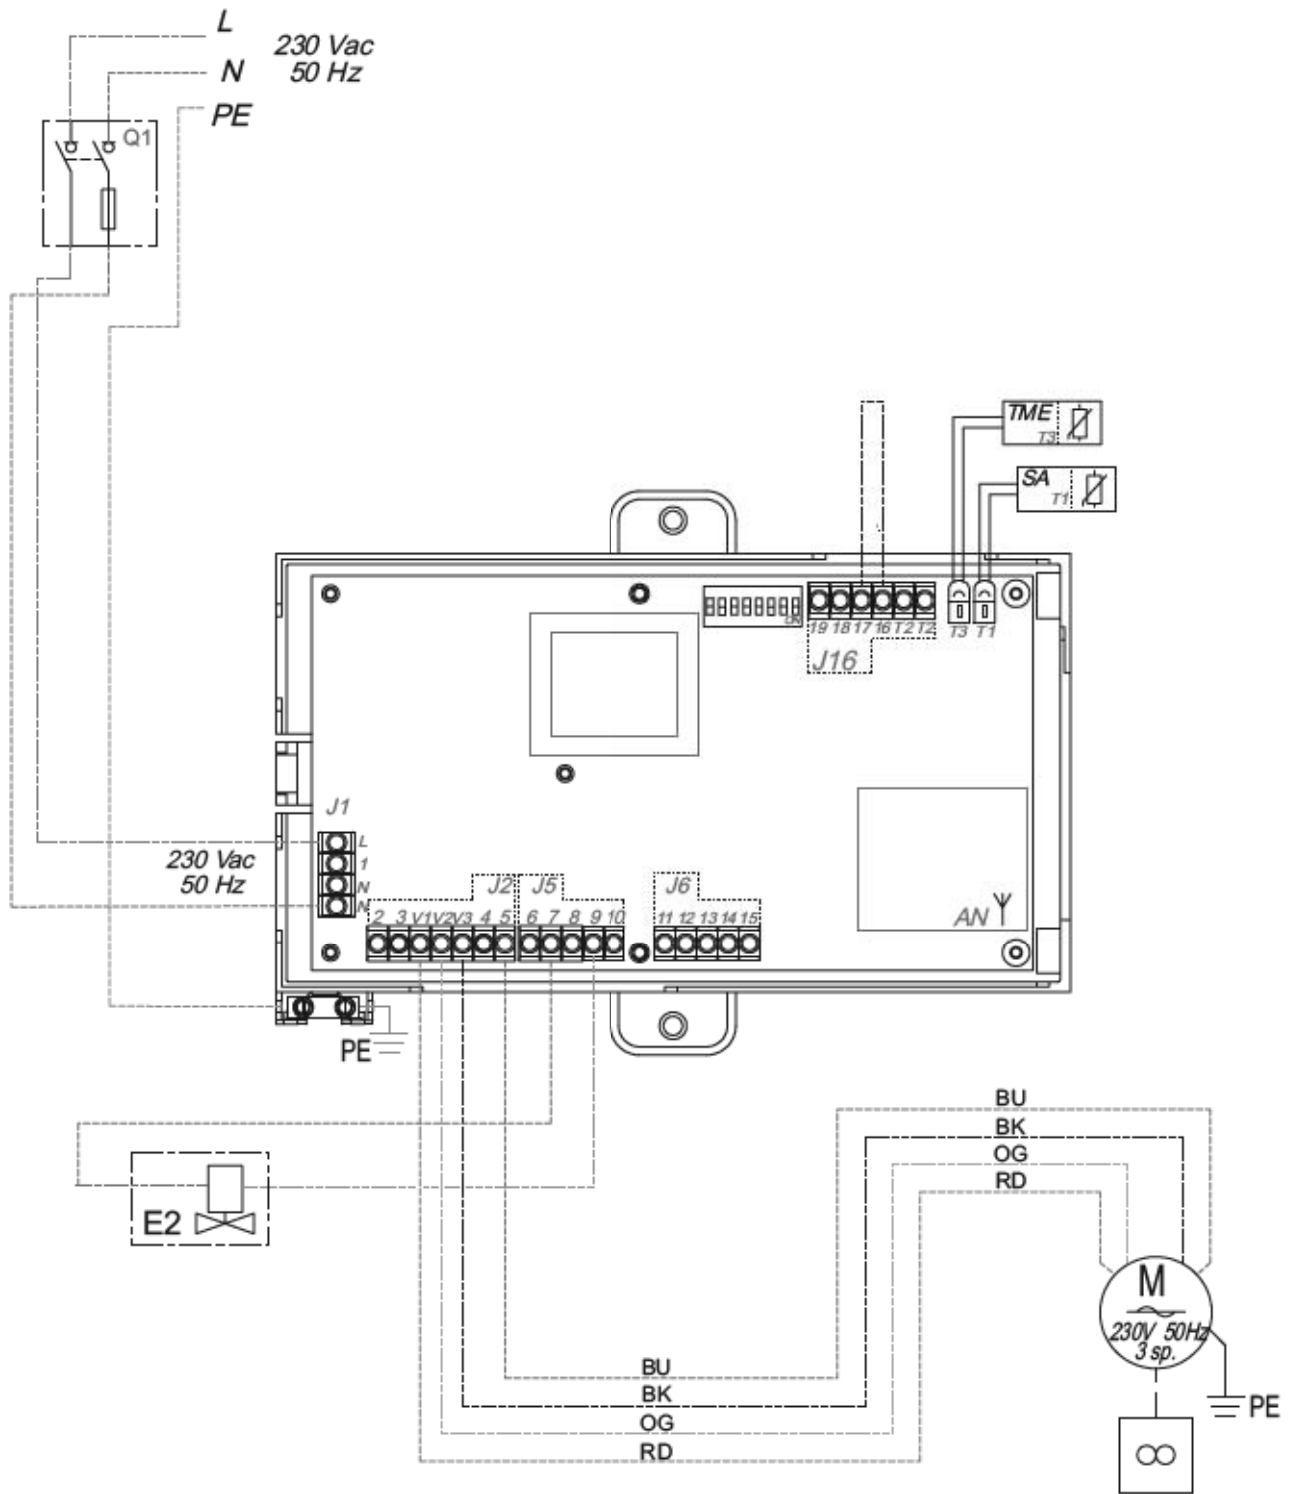 L
230 Vac
N
50 Hz
PE
Q1
TME
T3
SA
T1
ON
19 18 17 16 T2 T2
T3 T1
J16
J1
L
1
N
N
230 Vac
50 Hz
J2
J5
J6
2 3 V1 V2 V3 4 5 6 7 8 9 10
11 12 13 14 15
AN
PE
E2
BU
BK
OG
RD
M
230V 50Hz
3 sp.
BU
BK
OG
RD
PE